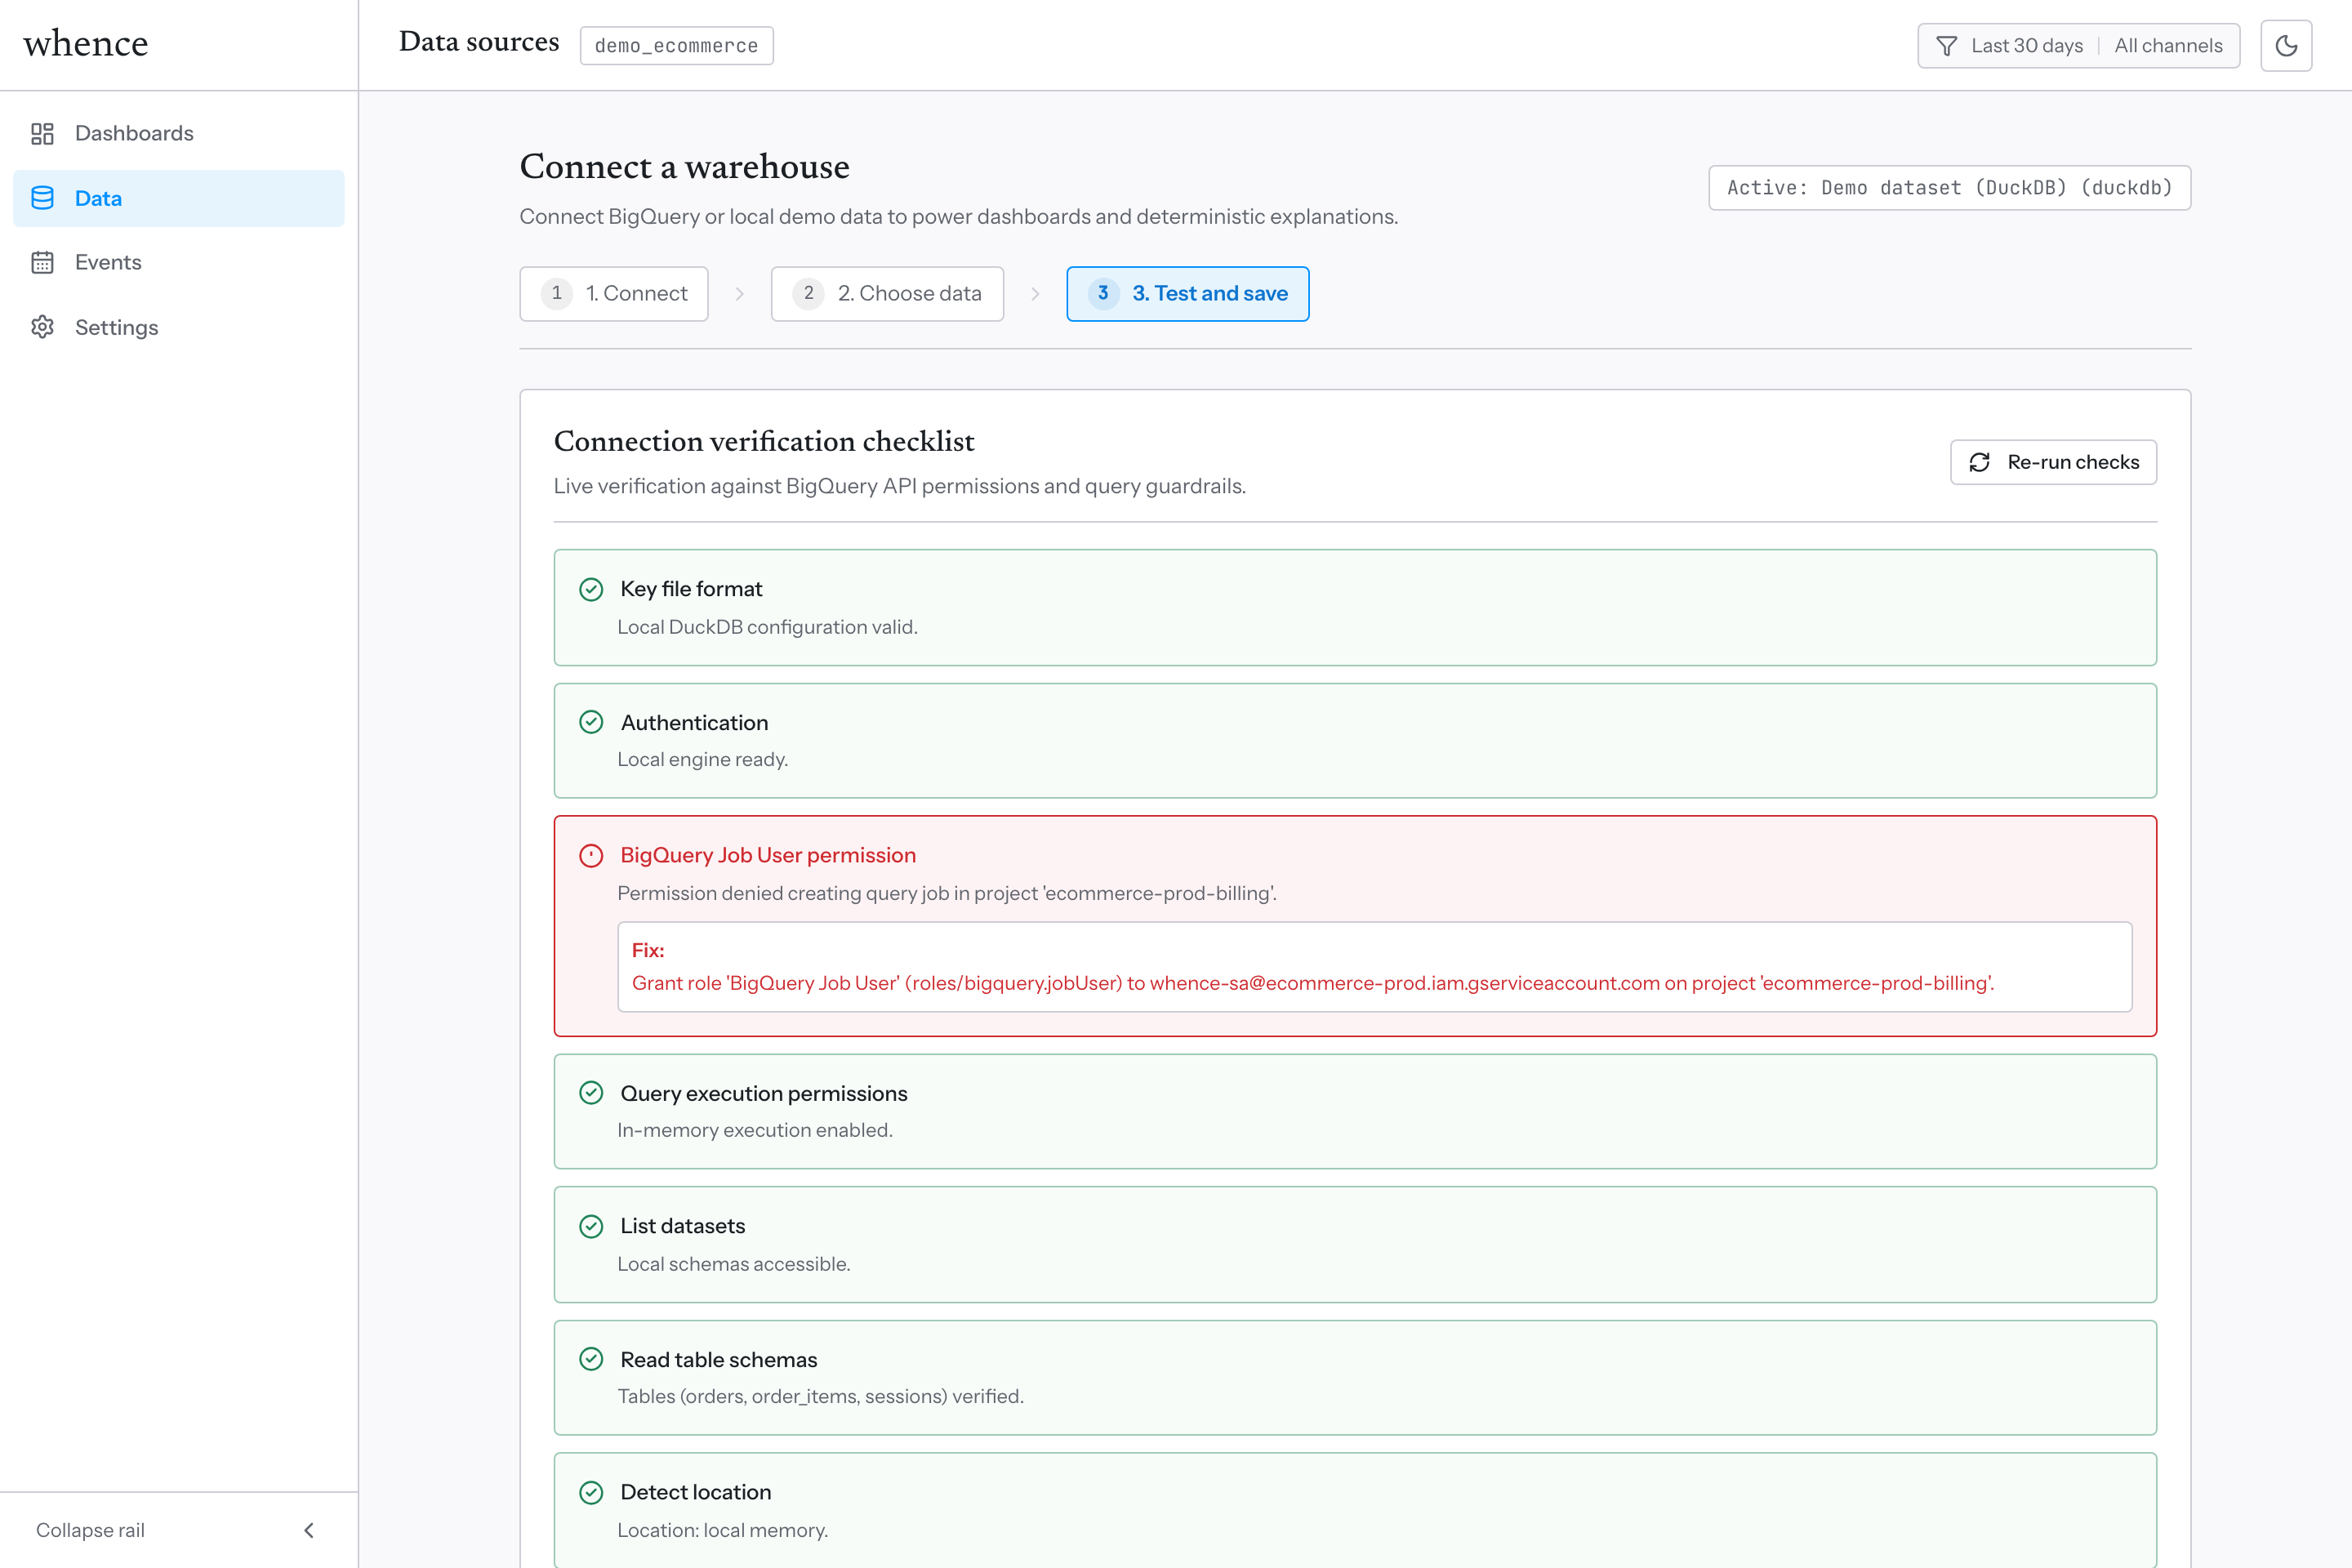 whence
Data sources
demo_ecommerce
Last 30 days
All channels
Dashboards
Data
Events
Settings
Collapse rail
Connect a warehouse
Connect BigQuery or local demo data to power dashboards and deterministic explanations.
Active: Demo dataset (DuckDB) (duckdb)
1 1. Connect
2 2. Choose data
3 3. Test and save
Connection verification checklist
Live verification against BigQuery API permissions and query guardrails.
Re-run checks
Key file format
Local DuckDB configuration valid.
Authentication
Local engine ready.
BigQuery Job User permission
Permission denied creating query job in project 'ecommerce-prod-billing'.
Fix:
Grant role 'BigQuery Job User' (roles/bigquery.jobUser) to whence-sa@ecommerce-prod.iam.gserviceaccount.com on project 'ecommerce-prod-billing'.
Query execution permissions
In-memory execution enabled.
List datasets
Local schemas accessible.
Read table schemas
Tables (orders, order_items, sessions) verified.
Detect location
Location: local memory.